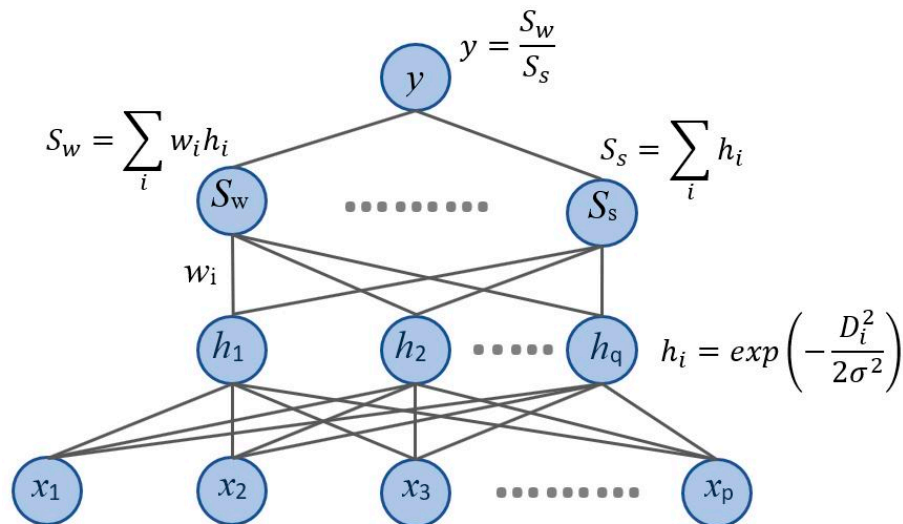 y
y = S_w / S_s
S_w = ∑_i w_i h_i
S_s = ∑_i h_i
S_w
S_s
w_i
h_1
h_2
h_q
h_i = exp(−D_i^2 / 2σ^2)
x_1
x_2
x_3
x_p